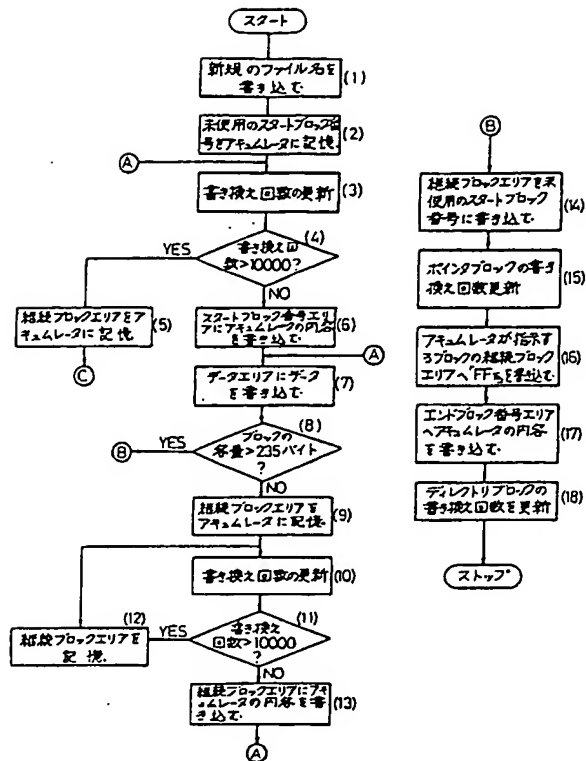 スタート
新規のファイル名を
書き込む.
(1)
未使用のスタートブロック番
号をアキュムレータに記憶.
(2)
A
書き換え回数の更新
(3)
(4)
書き換え回
数>10000?
YES
NO
継続ブロックエリアをア
キュムレータに記憶
(5)
C
スタートブロック番号エリ
アにアキュムレータの内容
を書き込む.
(6)
A
データエリアにデータ
を書き込む.
(7)
(8)
ブロックの
容量>235バイト
?
YES
B
NO
継続ブロックエリアを
アキュムレータに記憶.
(9)
書き換え回数の更新
(10)
(11)
書き換え
回数>10000
?
YES
(12)
継続ブロックエリアを
記憶.
NO
継続ブロックエリアにアキ
ュムレータの内容を書
き込む.
(13)
A
B
継続ブロックエリアを未
使用のスタートブロック
番号に書き込む.
(14)
ポインタブロックの書き
換え回数更新
(15)
アキュムレータが指示す
るブロックの継続ブロック
エリアへ「FF」を書き込む
(16)
エンドブロック番号エリア
へアキュムレータの内容
を書き込む.
(17)
ディレクトリブロックの
書き換え回数を更新
(18)
ストップ